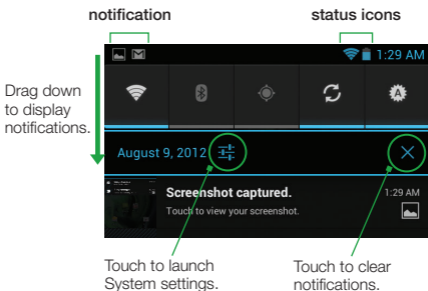 notification
status icons
1:29 AM
Drag down
to display
notifications.
A
August 9, 2012
Screenshot captured.
1:29 AM
Touch to view your screenshot.
Touch to launch
System settings.
Touch to clear
notifications.